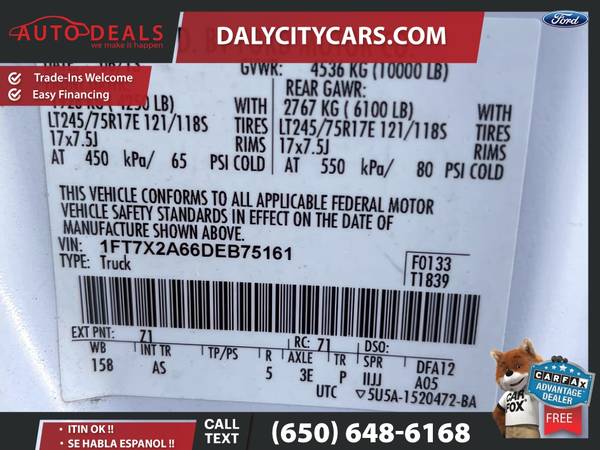 AUTO DEALS
we make it happen
DALYCITYCARS.COM
Ford
Trade-Ins Welcome
Easy Financing
GVWR: 4536 KG (10000 LB)
REAR GAWR:
WITH 2767 KG ( 6100 LB) WITH
LT245/75R17E 121/118S TIRES LT245/75R17E 121/118S TIRES
17x7.5J RIMS 17x7.5J RIMS
AT 450 kPa/ 65 PSI COLD AT 550 kPa/ 80 PSI COLD
THIS VEHICLE CONFORMS TO ALL APPLICABLE FEDERAL MOTOR
VEHICLE SAFETY STANDARDS IN EFFECT ON THE DATE OF
MANUFACTURE SHOWN ABOVE.
VIN: 1FT7X2A66DEB75161
TYPE: Truck
F0133
T1839
EXT PNT: 71 RC: 71 DSO:
WB INT TR TP/PS R AXLE TR SPR DFA12
158 AS 5 3E P IIJJ A05
UTC ▽5U5A-1520472-BA
CAR FOX
CARFAX
ADVANTAGE DEALER
FREE
ITIN OK !!
SE HABLA ESPANOL !!
CALL
TEXT
(650) 648-6168